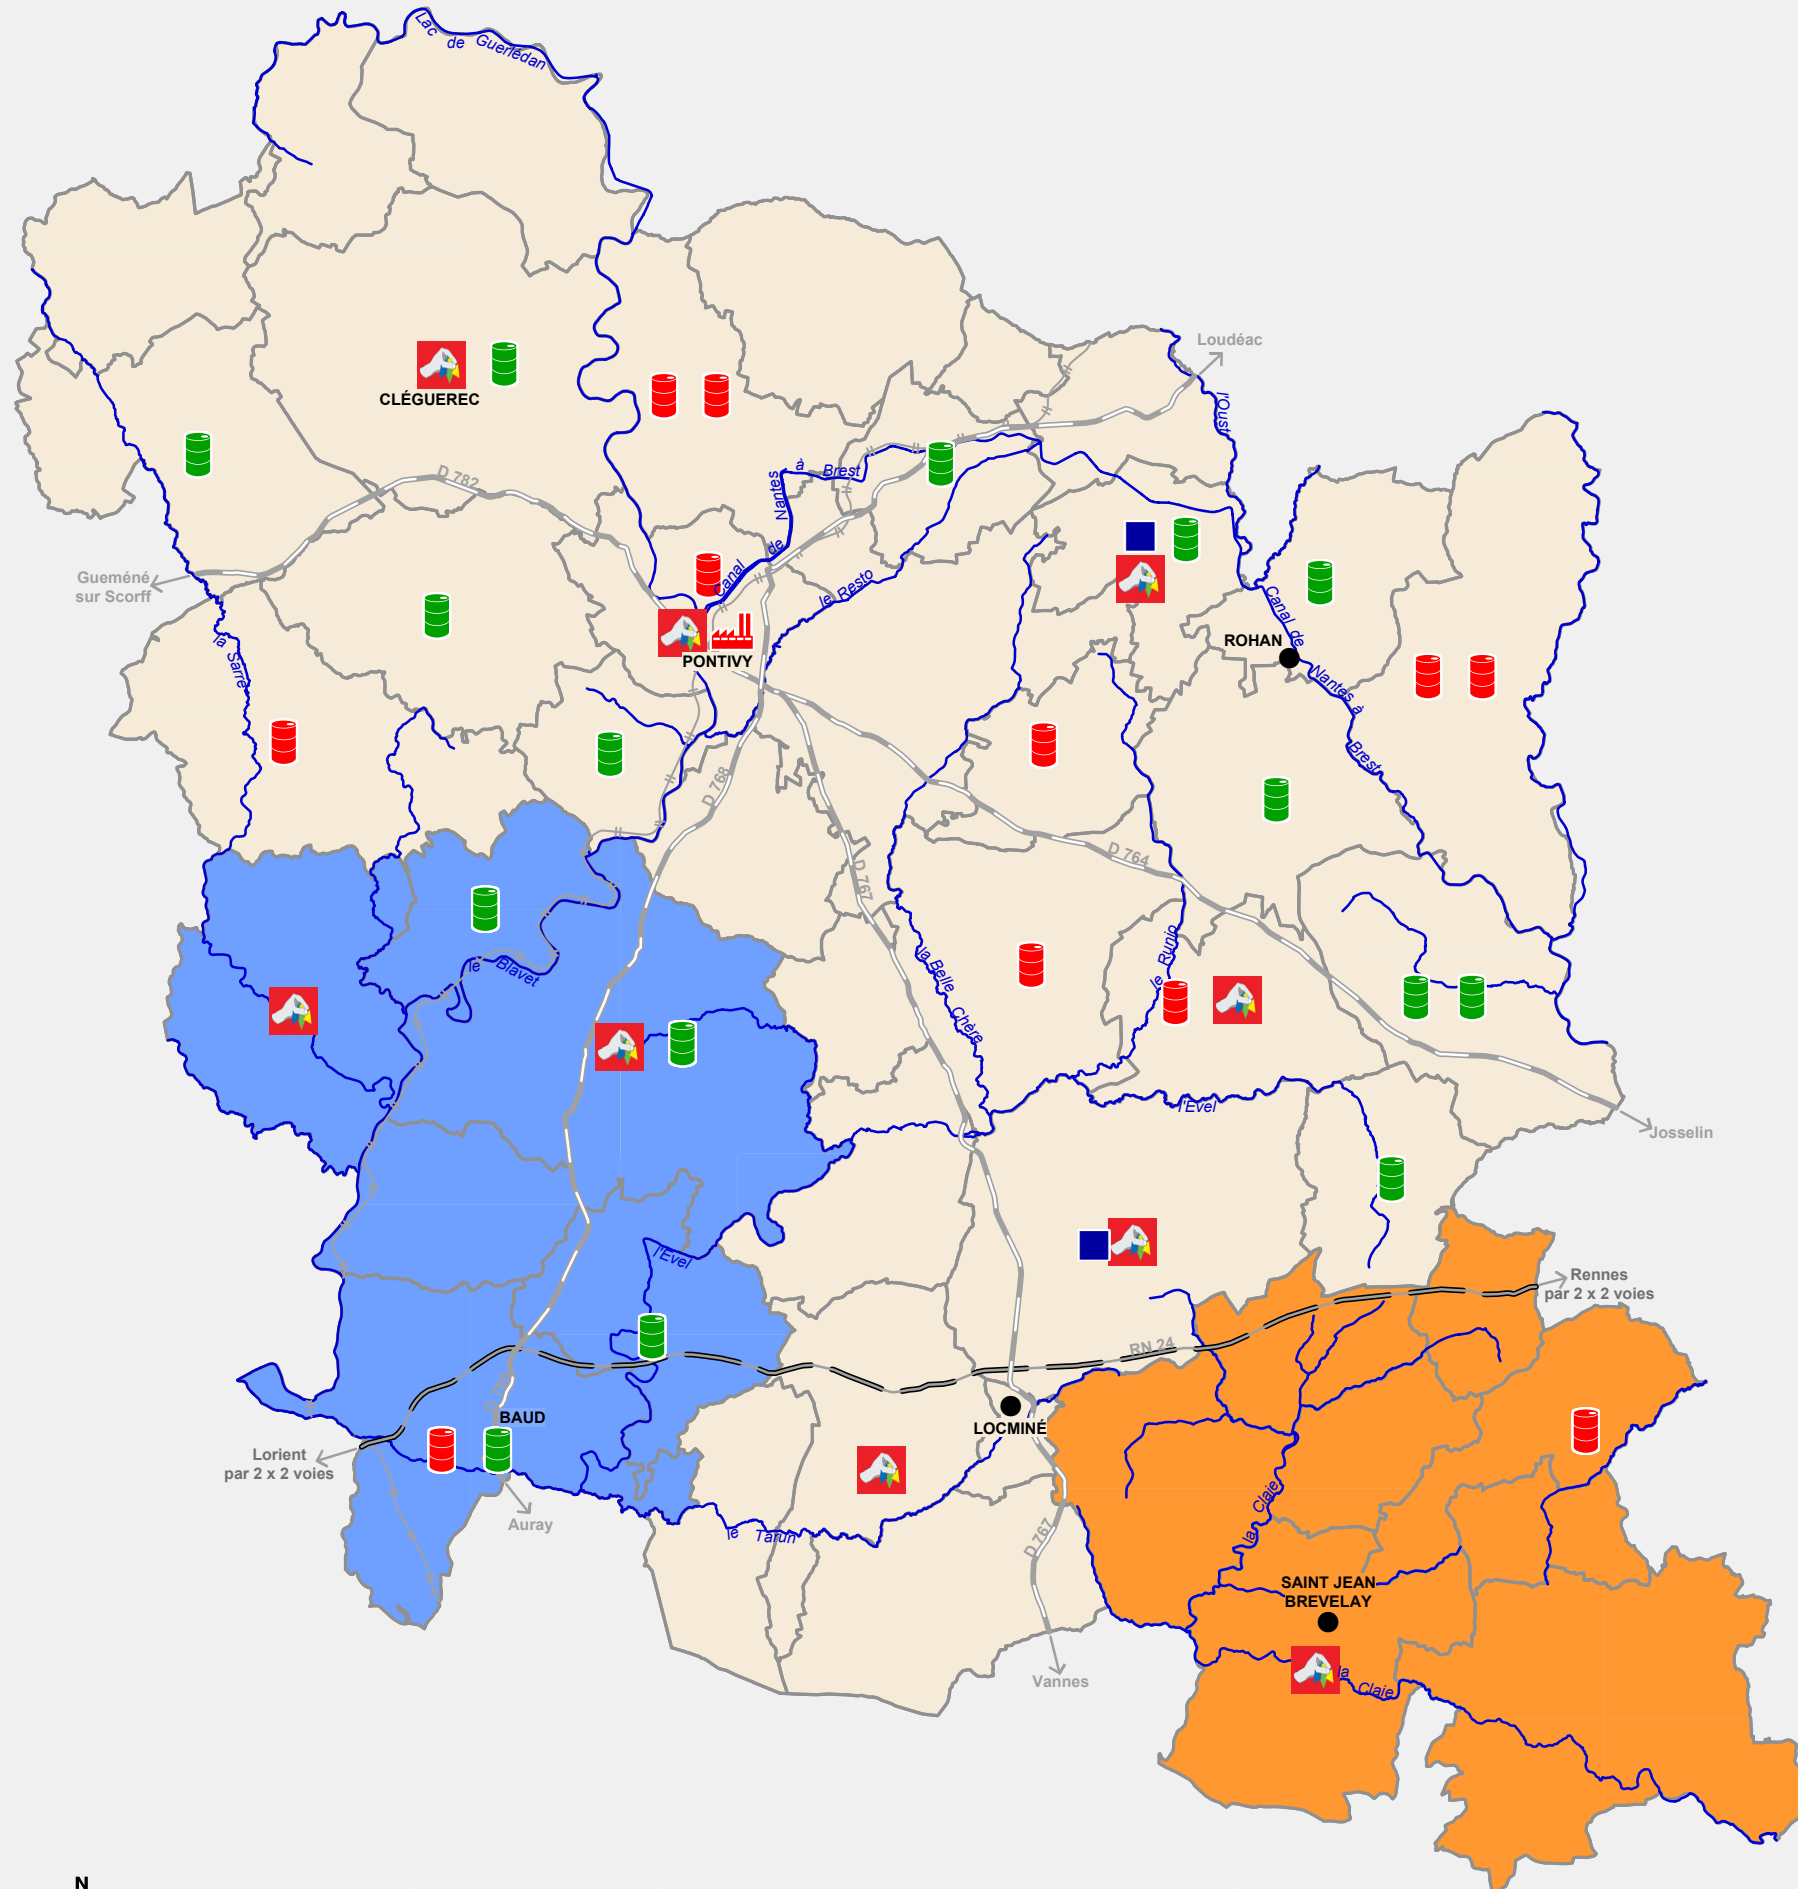 Lac de Guerlédan
Loudéac
l'Oust
CLÉGUEREC
D 782
Canal de Nantes à Brest
Gueméné
sur Scorff
le Resto
la Sarre
PONTIVY
ROHAN
Canal de Nantes à Brest
D 768
D 764
D 767
la Belle Chère
le Runio
le Blavet
l'Evel
Josselin
l'Evel
Rennes
par 2 x 2 voies
RN 24
BAUD
LOCMINÉ
Lorient
par 2 x 2 voies
Auray
le Tarun
D 767
la Claie
SAINT JEAN
BREVELAY
Vannes
la Claie
N